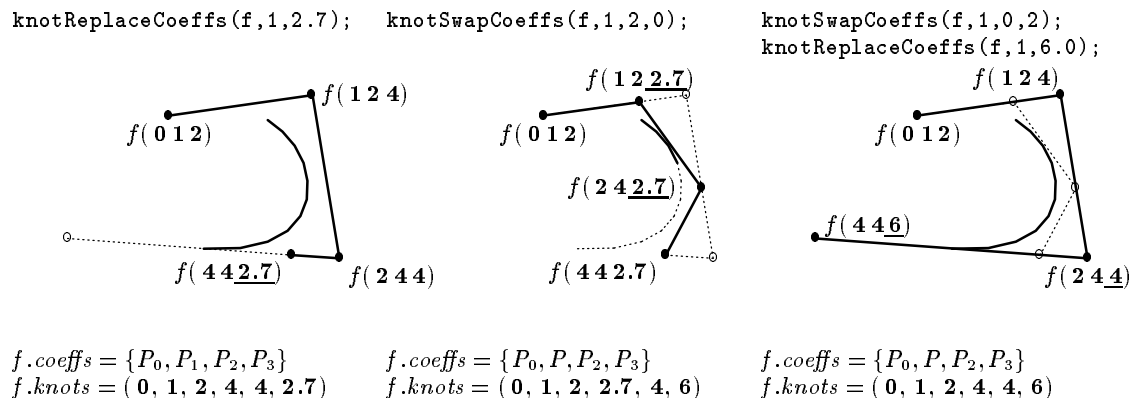 knotReplaceCoeffs(f,1,2.7);
f( 1 2 4)
f( 0 1 2)
f( 4 4 2.7)
f( 2 4 4)
f.coeffs = {P0, P1, P2, P3}
f.knots = ( 0, 1, 2, 4, 4, 2.7)
knotSwapCoeffs(f,1,2,0);
f( 1 2 2.7)
f( 0 1 2)
f( 2 4 2.7)
f( 4 4 2.7)
f.coeffs = {P0, P, P2, P3}
f.knots = ( 0, 1, 2, 2.7, 4, 6)
knotSwapCoeffs(f,1,0,2);
knotReplaceCoeffs(f,1,6.0);
f( 1 2 4)
f( 0 1 2)
f( 4 4 6)
f( 2 4 4)
f.coeffs = {P0, P, P2, P3}
f.knots = ( 0, 1, 2, 4, 4, 6)